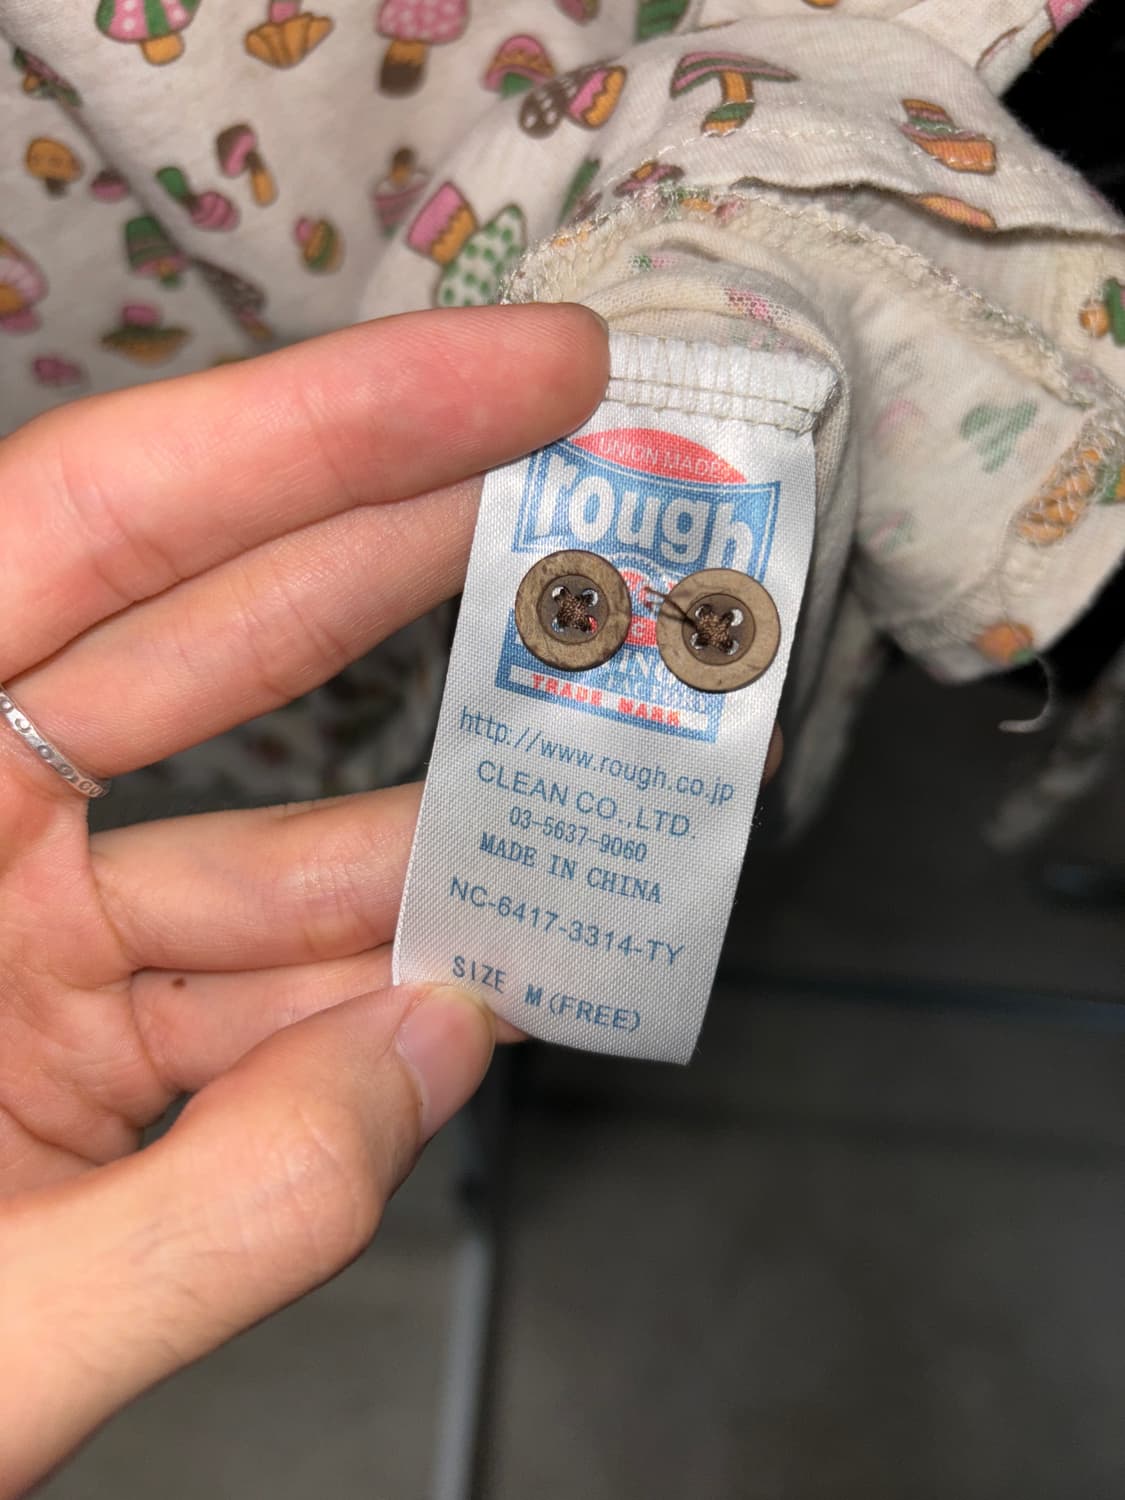 UNION MADE
rough
TRADE MARK
http://www.rough.co.jp
CLEAN CO.,LTD.
03-5637-9060
MADE IN CHINA
NC-6417-3314-TY
SIZE M(FREE)